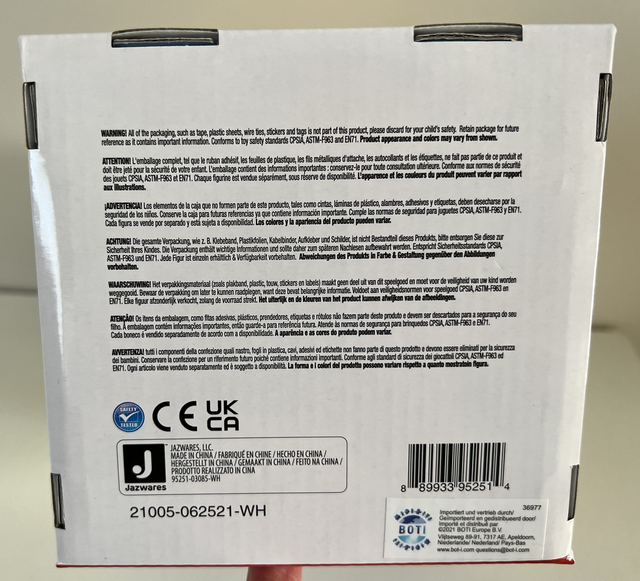 WARNING! All of the packaging, such as tape, plastic sheets, wire ties, stickers and tags is not part of this product, please discard for your child's safety. Retain package for future
reference as it contains important information. Conforms to toy safety standards CPSIA, ASTM-F963 and EN71. Product appearance and colors may vary from shown.
ATTENTION! L'emballage complet, tel que le ruban adhésif, les feuilles de plastique, les fils métalliques d'attache, les autocollants et les étiquettes, ne fait pas partie de ce produit et
doit être jeté pour la sécurité de votre enfant. L'emballage contient des informations importantes : conservez-le pour toute consultation ultérieure. Conforme aux normes de sécurité
des jouets CPSIA, ASTM-F963 et EN71. Chaque figurine est vendue séparément, sous réserve de disponibilité. L'apparence et les couleurs du produit peuvent varier par rapport
aux illustrations.
¡ADVERTENCIA! Los elementos de la caja que no formen parte de este producto, tales como cintas, láminas de plástico, alambres, adhesivos y etiquetas, deben desecharse por la
seguridad de los niños. Conserve la caja para futuras referencias ya que contiene información importante. Cumple las normas de seguridad para juguetes CPSIA, ASTM-F963 y EN71.
Cada figura se vende por separado y está sujeta a disponibilidad. Los colores y la apariencia del producto pueden variar.
ACHTUNG! Die gesamte Verpackung, wie z. B. Klebeband, Plastikfolien, Kabelbinder, Aufkleber und Schilder, ist nicht Bestandteil dieses Produkts, bitte entsorgen Sie diese zur
Sicherheit Ihres Kindes. Die Verpackung enthält wichtige Informationen und sollte daher zum späteren Nachlesen aufbewahrt werden. Entspricht Sicherheitsstandards CPSIA,
ASTM-F963 und EN71. Jede Figur ist einzeln erhältlich & Verfügbarkeit vorbehalten. Abweichungen des Produkts in Farbe & Gestaltung gegenüber den Abbildungen
vorbehalten.
WAARSCHUWING! Het verpakkingsmateriaal (zoals plakband, plastic, touw, stickers en labels) maakt geen deel uit van dit speelgoed en moet voor de veiligheid van uw kind worden
weggegooid. Bewaar de verpakking om later te kunnen raadplegen, want deze bevat belangrijke informatie. Voldoet aan veiligheidsnormen voor speelgoed CPSIA, ASTM-F963 en
EN71. Elke figuur afzonderlijk verkocht, zolang de voorraad strekt. Het uiterlijk en de kleuren van het product kunnen afwijken van de afbeeldingen.
ATENÇÃO! Os itens da embalagem, como fitas adesivas, plásticos, prendedores, etiquetas e rótulos não fazem parte deste produto e devem ser descartados para a segurança do seu
filho. A embalagem contém informações importantes, então guarde-a para referência futura. Atende às normas de segurança para brinquedos CPSIA, ASTM-F963 e EN71.
Cada boneco é vendido separadamente de acordo com a disponibilidade. A aparência e as cores do produto podem variar.
AVVERTENZA! tutti i componenti della confezione quali nastro, fogli in plastica, cavi, adesivi ed etichette non fanno parte di questo prodotto e devono essere eliminati per la sicurezza
dei bambini. Conservare la confezione per un riferimento futuro poiché contiene informazioni importanti. Conforme agli standard di sicurezza dei giocattoli CPSIA, ASTM-F963 ed
EN71. Ogni articolo viene venduto separatamente ed è soggetto a disponibilità. La forma e i colori del prodotto possono variare rispetto a quanto mostrato in figura.
SAFETY
TESTED
CE UK
CA
J
Jazwares
JAZWARES, LLC.
MADE IN CHINA / FABRIQUÉ EN CHINE / HECHO EN CHINA /
HERGESTELLT IN CHINA / GEMAAKT IN CHINA / FEITO NA CHINA /
PRODOTTO REALIZZATO IN CINA
95251-03085-WH
21005-062521-WH
8 89933 95251 4
36977
BOTI
Importiert und vertrieb durch/
Geïmporteerd en gedistribueerd door/
Importé et distribué par
©2021 BOTI Europe B.V.
Vlijtseweg 89-91, 7317 AE, Apeldoorn,
Niederlande/ Nederland/ Pays-Bas
www.bot-i.com questions@bot-i.com